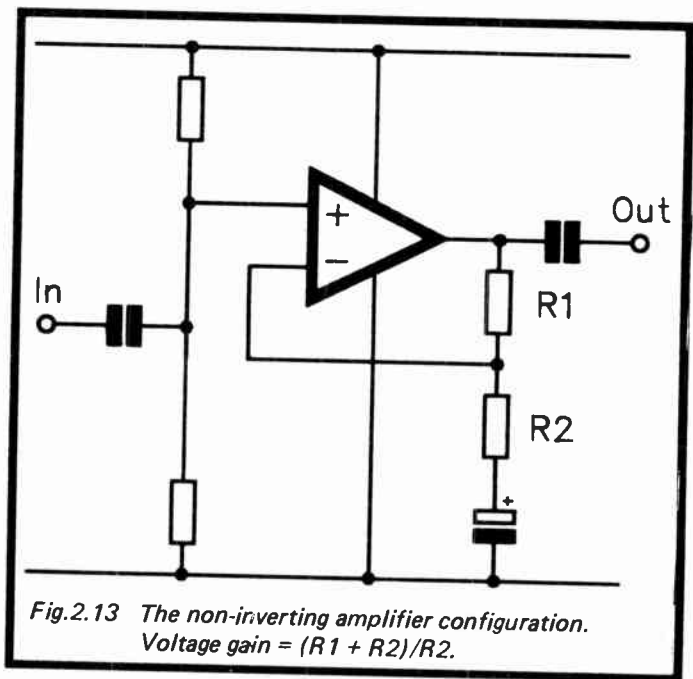 +
Out
−
In
R1
R2
+
Fig.2.13 The non-inverting amplifier configuration.
Voltage gain = (R1 + R2)/R2.